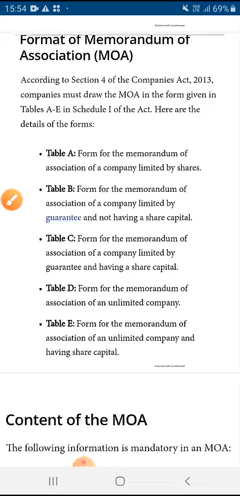 15:54
69%
Format of Memorandum of
Association (MOA)
According to Section 4 of the Companies Act, 2013,
companies must draw the MOA in the form given in
Tables A-E in Schedule I of the Act. Here are the
details of the forms:
• Table A: Form for the memorandum of
association of a company limited by shares.
• Table B: Form for the memorandum of
association of a company limited by
guarantee and not having a share capital.
• Table C: Form for the memorandum of
association of a company limited by
guarantee and having a share capital.
• Table D: Form for the memorandum of
association of an unlimited company.
• Table E: Form for the memorandum of
association of an unlimited company and
having share capital.
Content of the MOA
The following information is mandatory in an MOA: